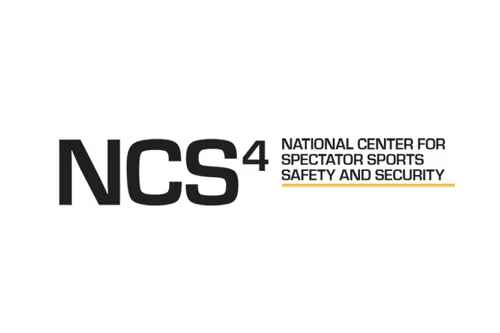 NCS⁴
NATIONAL CENTER FOR
SPECTATOR SPORTS
SAFETY AND SECURITY